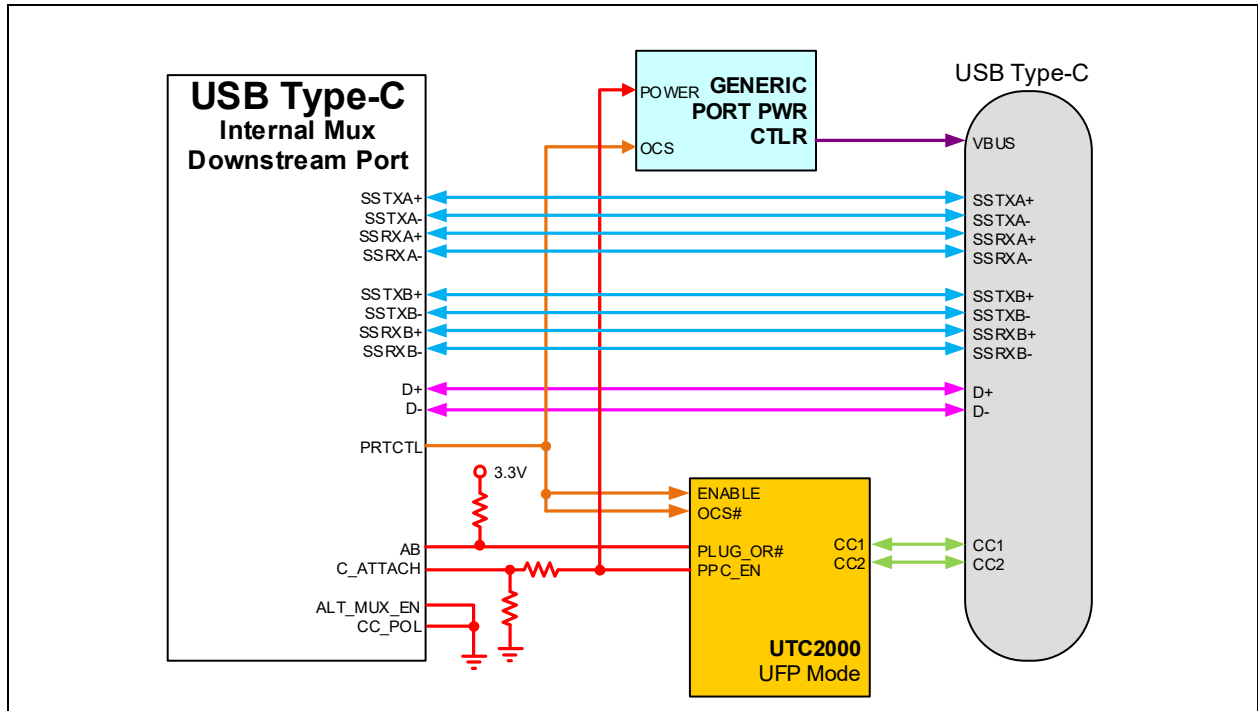 USB Type-C
Internal Mux
Downstream Port
SSTXA+
SSTXA-
SSRXA+
SSRXA-
SSTXB+
SSTXB-
SSRXB+
SSRXB-
D+
D-
PRTCTL
3.3V
AB
C_ATTACH
ALT_MUX_EN
CC_POL
POWER
GENERIC
PORT PWR
CTLR
OCS
ENABLE
OCS#
PLUG_OR#
PPC_EN
CC1
CC2
UTC2000
UFP Mode
USB Type-C
VBUS
SSTXA+
SSTXA-
SSRXA+
SSRXA-
SSTXB+
SSTXB-
SSRXB+
SSRXB-
D+
D-
CC1
CC2